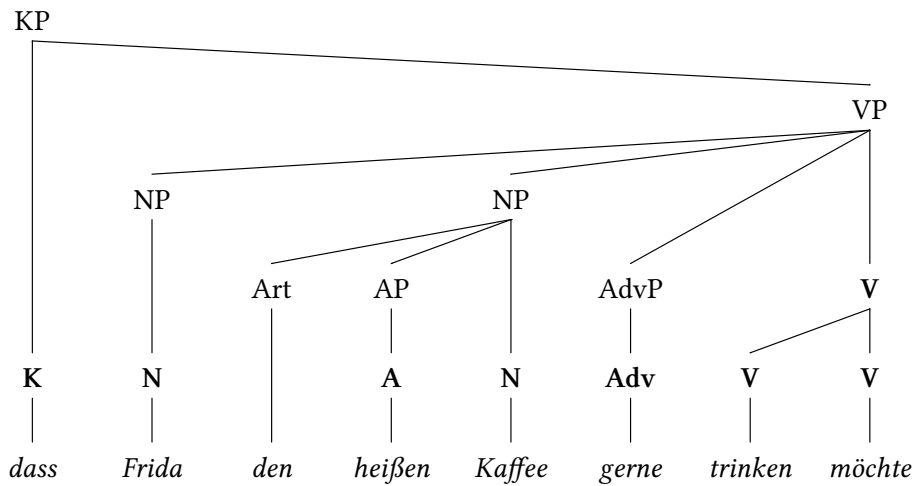 KP
VP
NP NP
Art AP AdvP V
K N A N Adv V V
dass Frida den heißen Kaffee gerne trinken möchte